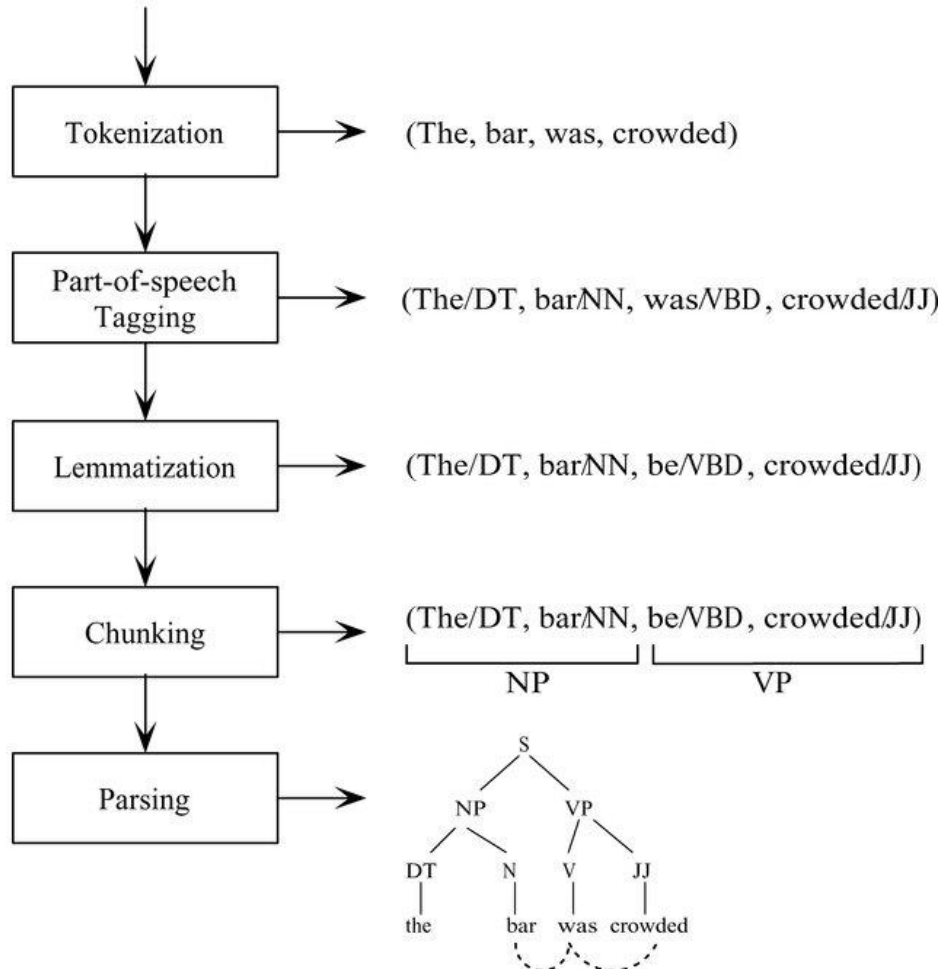 Tokenization
(The, bar, was, crowded)
Part-of-speech
Tagging
(The/DT, bar/NN, was/VBD, crowded/JJ)
Lemmatization
(The/DT, bar/NN, be/VBD, crowded/JJ)
Chunking
(The/DT, bar/NN, be/VBD, crowded/JJ)
NP VP
Parsing
S
NP VP
DT N V JJ
the bar was crowded